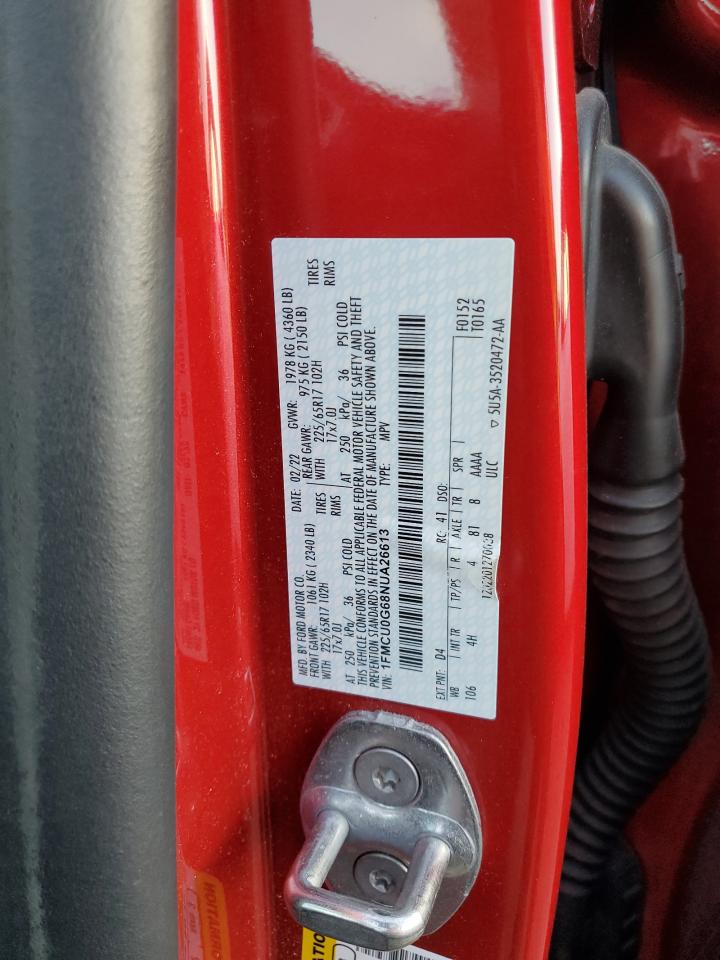 MFD. BY FORD MOTOR CO. DATE: 02/22 GVWR: 1978 KG ( 4360 LB)
FRONT GAWR: 1061 KG ( 2340 LB) REAR GAWR: 975 KG ( 2150 LB)
WITH 225/65R17 102H TIRES WITH 225/65R17 102H TIRES
17x7.0J RIMS 17x7.0J RIMS
AT 250 kPa/ 36 PSI COLD AT 250 kPa/ 36 PSI COLD
THIS VEHICLE CONFORMS TO ALL APPLICABLE FEDERAL MOTOR VEHICLE SAFETY AND THEFT
PREVENTION STANDARDS IN EFFECT ON THE DATE OF MANUFACTURE SHOWN ABOVE.
VIN: 1FMCU0G68NUA26613 TYPE: MPV
EXT PNT: D4 RC: 41 DSO: F0152
WB INT TR TP/PS R AXLE TR SPR T0165
106 4H 4 81 8 AAAA
ULC 5U5A-3520472-AA